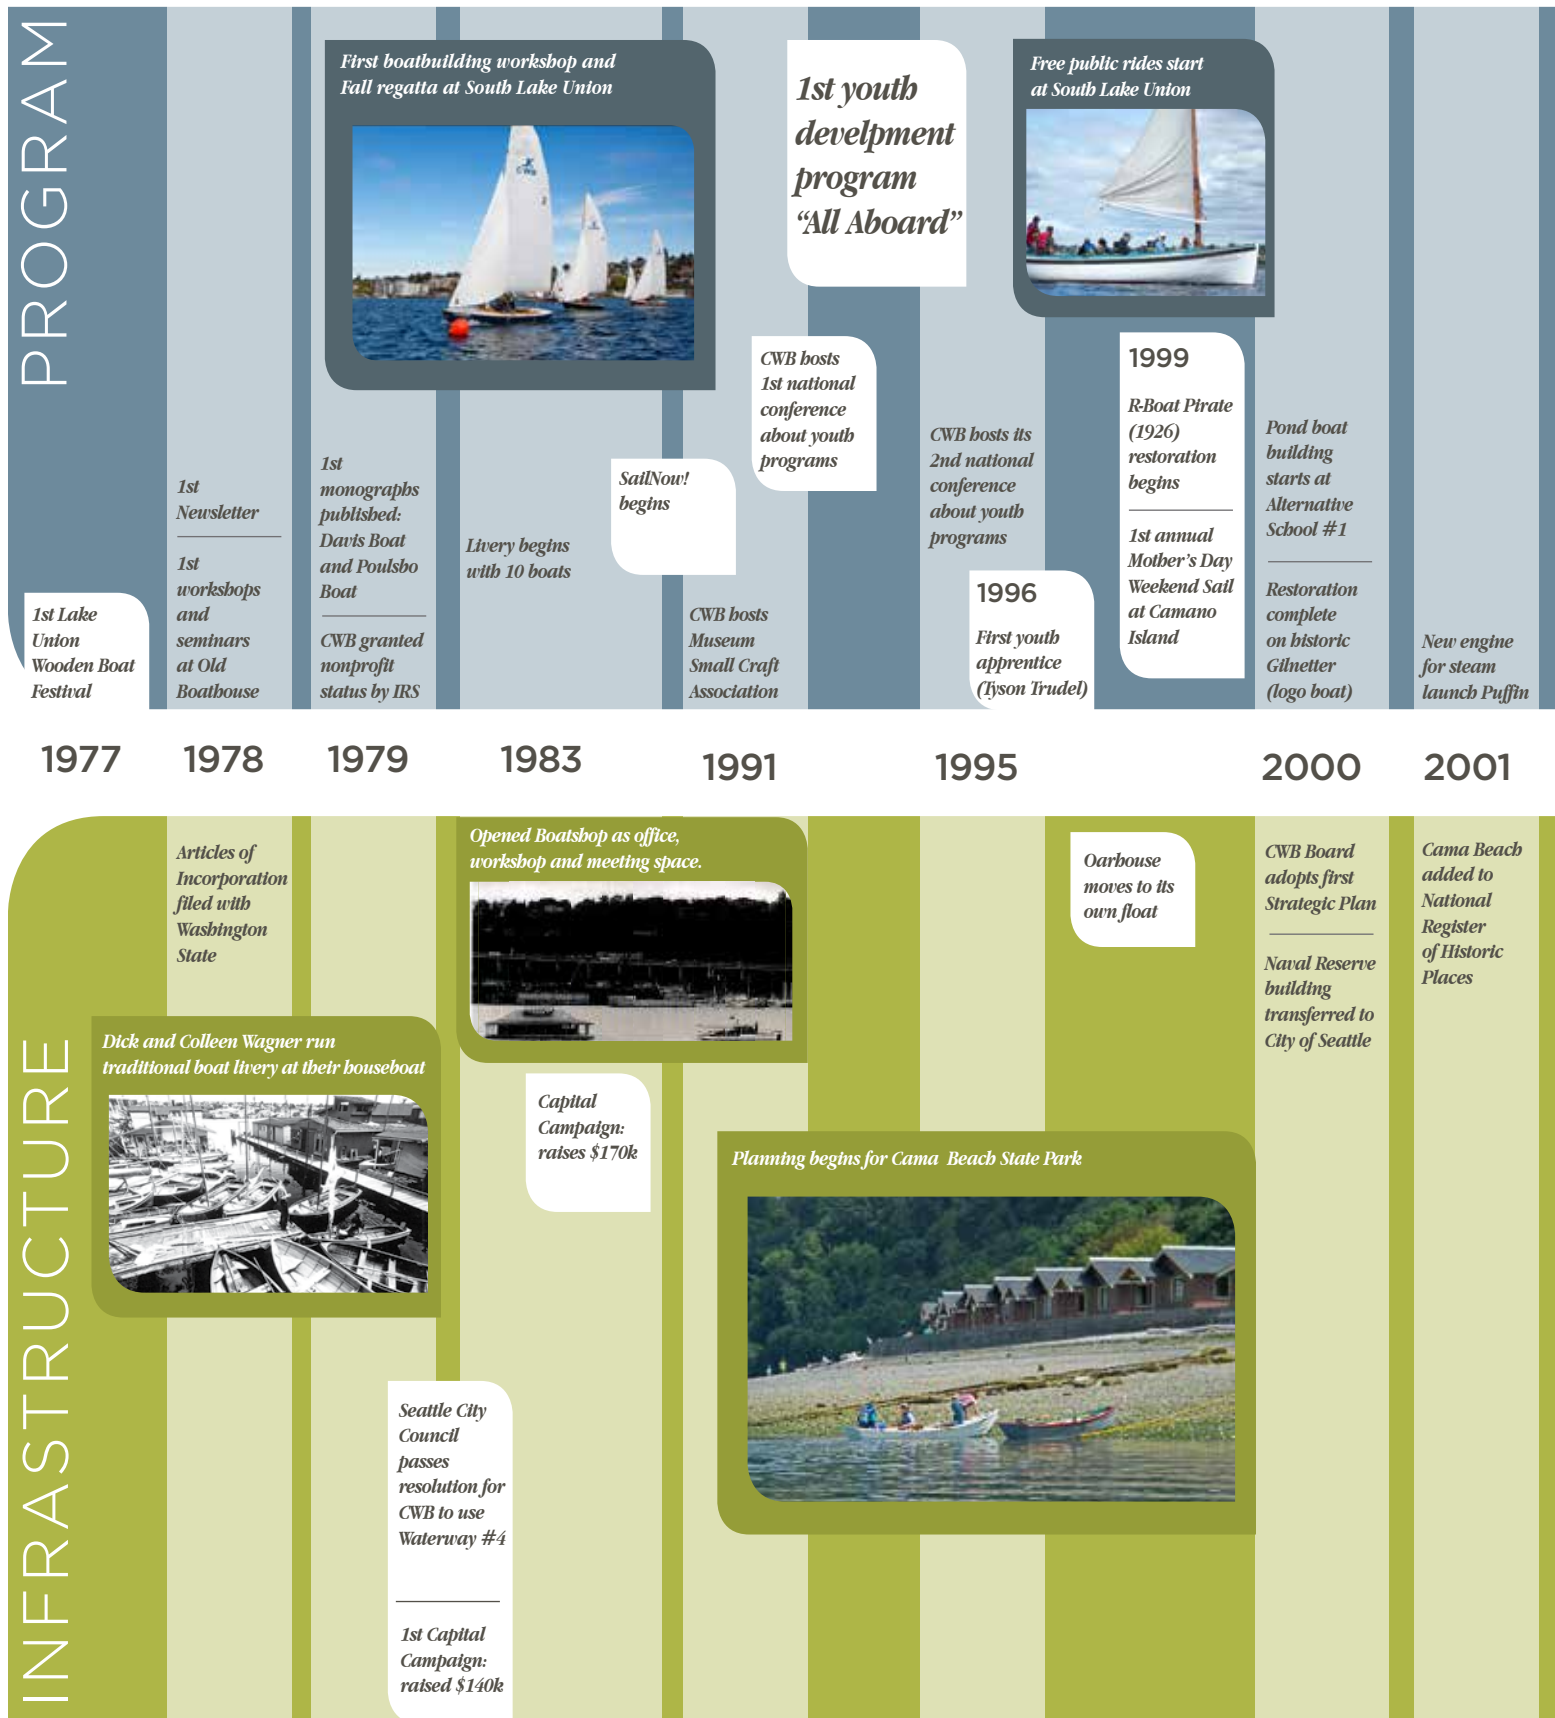 PROGRAM
First boatbuilding workshop and
Fall regatta at South Lake Union
1st youth
develpment
program
“All Aboard”
Free public rides start
at South Lake Union
CWB hosts
1st national
conference
about youth
programs
1999
R-Boat Pirate
(1926)
restoration
begins
1st annual
Mother’s Day
Weekend Sail
at Camano
Island
1st Lake
Union
Wooden Boat
Festival
1st
Newsletter
1st
workshops
and
seminars
at Old
Boathouse
1st
monographs
published:
Davis Boat
and Poulsbo
Boat
CWB granted
nonprofit
status by IRS
Livery begins
with 10 boats
SailNow!
begins
CWB hosts
Museum
Small Craft
Association
CWB hosts its
2nd national
conference
about youth
programs
1996
First youth
apprentice
(Tyson Trudel)
Pond boat
building
starts at
Alternative
School #1
Restoration
complete
on historic
Gilnetter
(logo boat)
New engine
for steam
launch Puffin
1977
1978
1979
1983
1991
1995
2000
2001
INFRASTRUCTURE
Articles of
Incorporation
filed with
Washington
State
Dick and Colleen Wagner run
traditional boat livery at their houseboat
Opened Boatshop as office,
workshop and meeting space.
Capital
Campaign:
raises $170k
Seattle City
Council
passes
resolution for
CWB to use
Waterway #4
1st Capital
Campaign:
raised $140k
Planning begins for Cama Beach State Park
Oarhouse
moves to its
own float
CWB Board
adopts first
Strategic Plan
Naval Reserve
building
transferred to
City of Seattle
Cama Beach
added to
National
Register
of Historic
Places